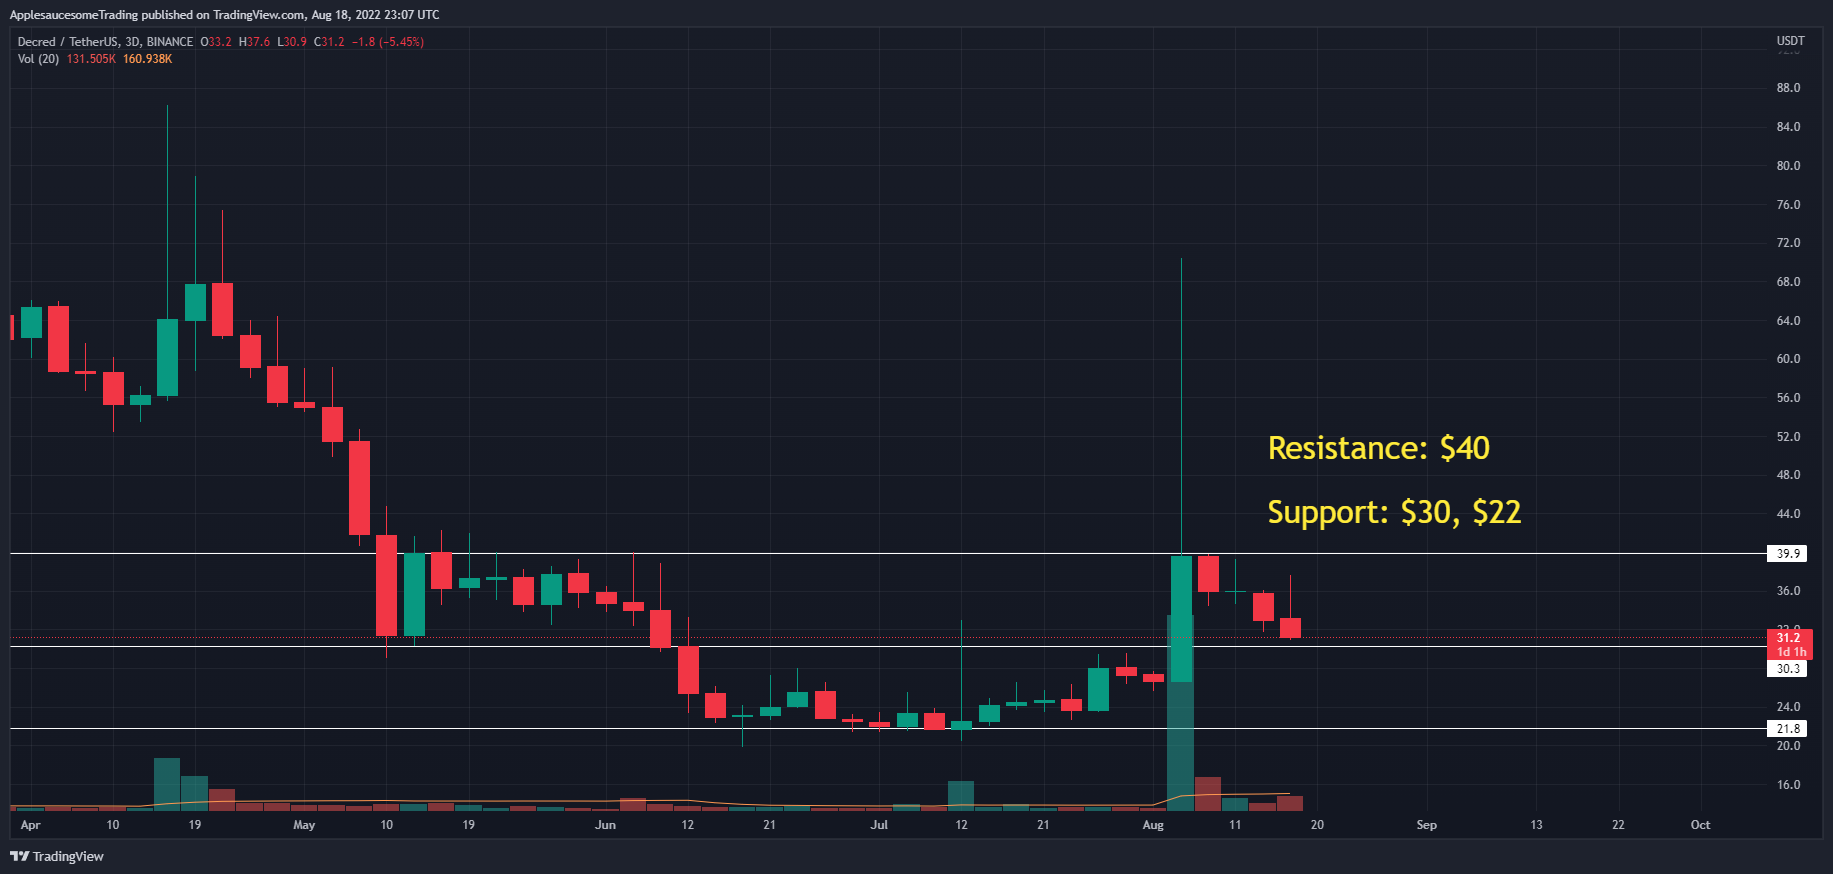 ApplesaucesomeTrading published on TradingView.com, Aug 18, 2022 23:07 UTC
Decred / TetherUS, 3D, BINANCE O33.2 H37.6 L30.9 C31.2 −1.8 (−5.45%)
Vol (20) 131.505K 160.938K
USDT
88.0
84.0
80.0
76.0
72.0
68.0
64.0
60.0
56.0
52.0
Resistance: $40
48.0
Support: $30, $22
44.0
39.9
36.0
31.2
1d 1h
30.3
24.0
21.8
20.0
16.0
Apr 10 19 May 10 19 Jun 12 21 Jul 12 21 Aug 11 20 Sep 13 22 Oct
TradingView